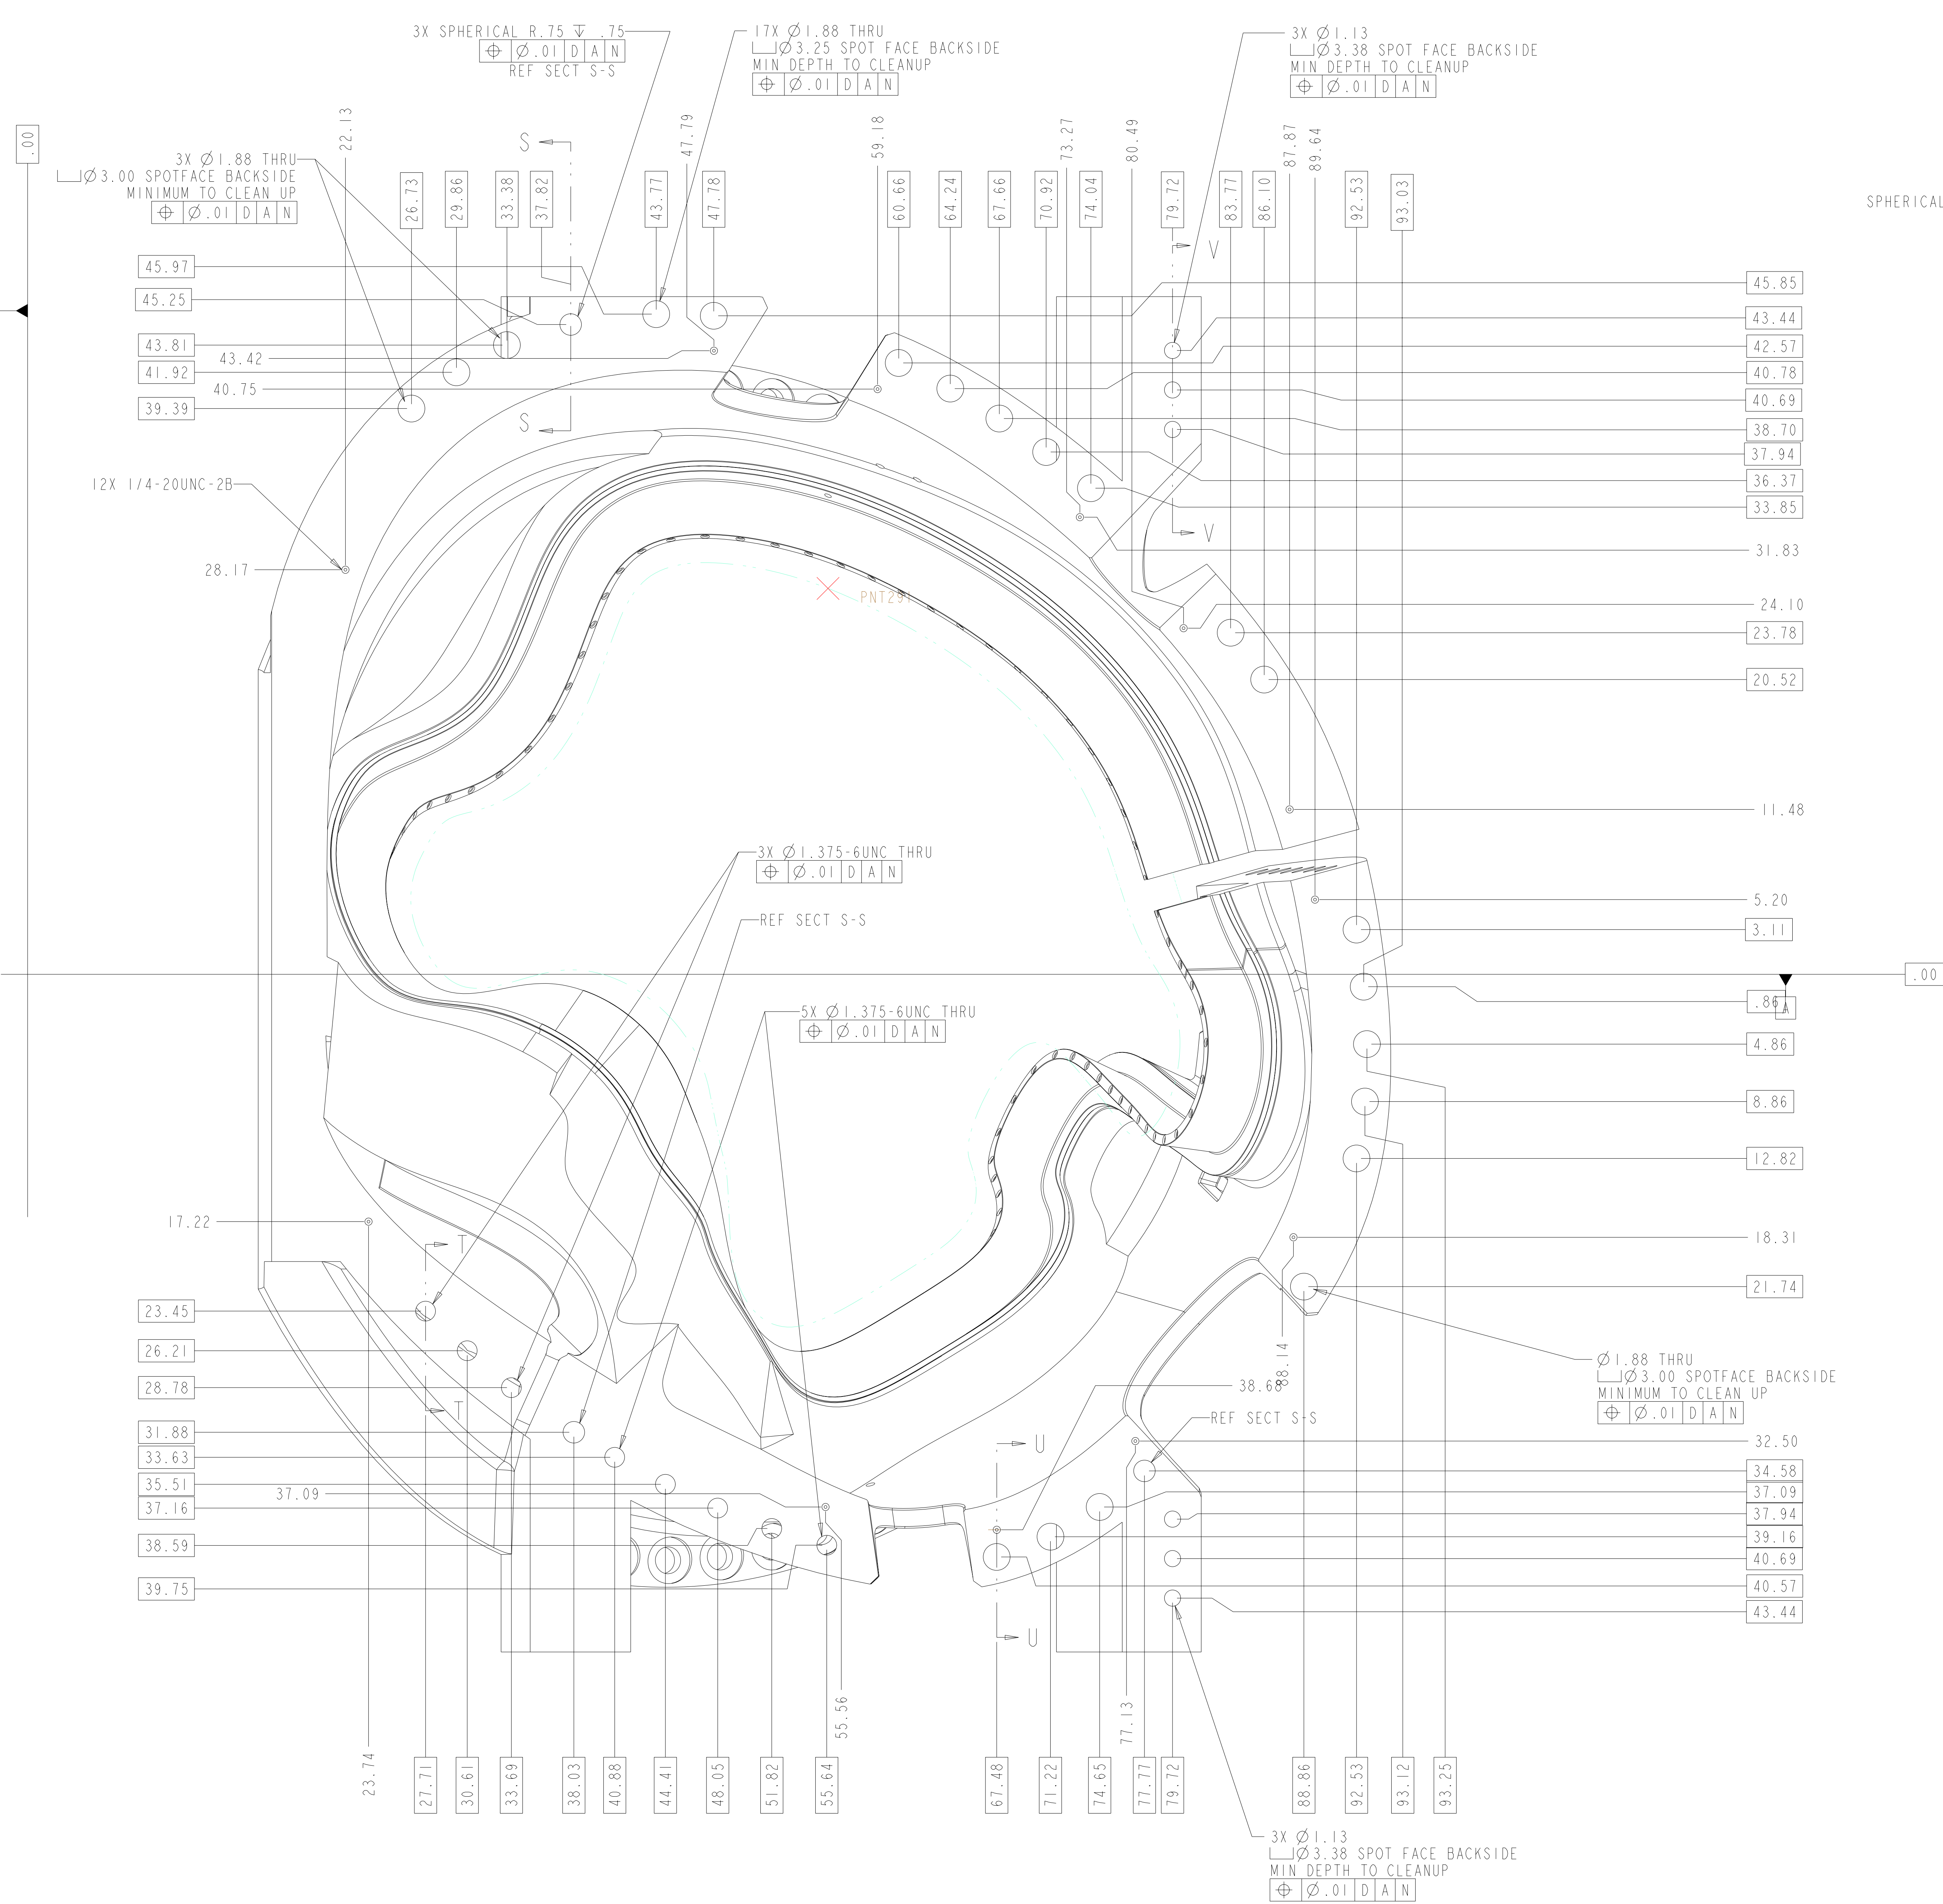 3X SPHERICAL R.75 ↧ .75
⌖ Ø.01 D A N
REF SECT S-S
17X Ø1.88 THRU
⌴Ø3.25 SPOT FACE BACKSIDE
MIN DEPTH TO CLEANUP
⌖ Ø.01 D A N
3X Ø1.13
⌴Ø3.38 SPOT FACE BACKSIDE
MIN DEPTH TO CLEANUP
⌖ Ø.01 D A N
.00
3X Ø1.88 THRU
⌴Ø3.00 SPOTFACE BACKSIDE
MINIMUM TO CLEAN UP
⌖ Ø.01 D A N
22.13
26.73
29.86
33.38
37.82
S
43.77
47.79
47.78
59.18
60.66
64.24
67.66
70.92
73.27
74.04
80.49
79.72
83.77
86.10
87.87
89.64
92.53
93.03
SPHERICAL
V
45.97
45.25
43.81
43.42
41.92
40.75
39.39
S
45.85
43.44
42.57
40.78
40.69
38.70
37.94
36.37
33.85
V
31.83
12X 1/4-20UNC-2B
28.17
PNT291
24.10
23.78
20.52
11.48
3X Ø1.375-6UNC THRU
⌖ Ø.01 D A N
REF SECT S-S
5.20
3.11
.00
.86
A
5X Ø1.375-6UNC THRU
⌖ Ø.01 D A N
4.86
8.86
12.82
17.22
18.31
T
21.74
23.45
26.21
28.78
T
31.88
33.63
35.51
37.16
37.09
38.59
39.75
88.14
38.68
REF SECT S-S
U
Ø1.88 THRU
⌴Ø3.00 SPOTFACE BACKSIDE
MINIMUM TO CLEAN UP
⌖ Ø.01 D A N
32.50
34.58
37.09
37.94
39.16
40.69
40.57
43.44
U
23.74
27.71
30.61
33.69
38.03
40.88
44.41
48.05
51.82
55.64
55.56
67.48
71.22
74.65
77.13
77.77
79.72
88.86
92.53
93.12
93.25
3X Ø1.13
⌴Ø3.38 SPOT FACE BACKSIDE
MIN DEPTH TO CLEANUP
⌖ Ø.01 D A N